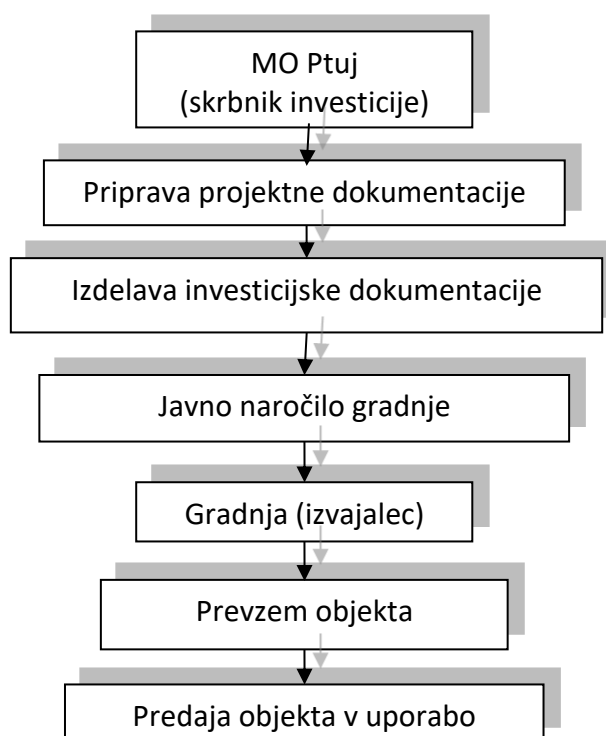 MO Ptuj
(skrbnik investicije)
Priprava projektne dokumentacije
Izdelava investicijske dokumentacije
Javno naročilo gradnje
Gradnja (izvajalec)
Prevzem objekta
Predaja objekta v uporabo